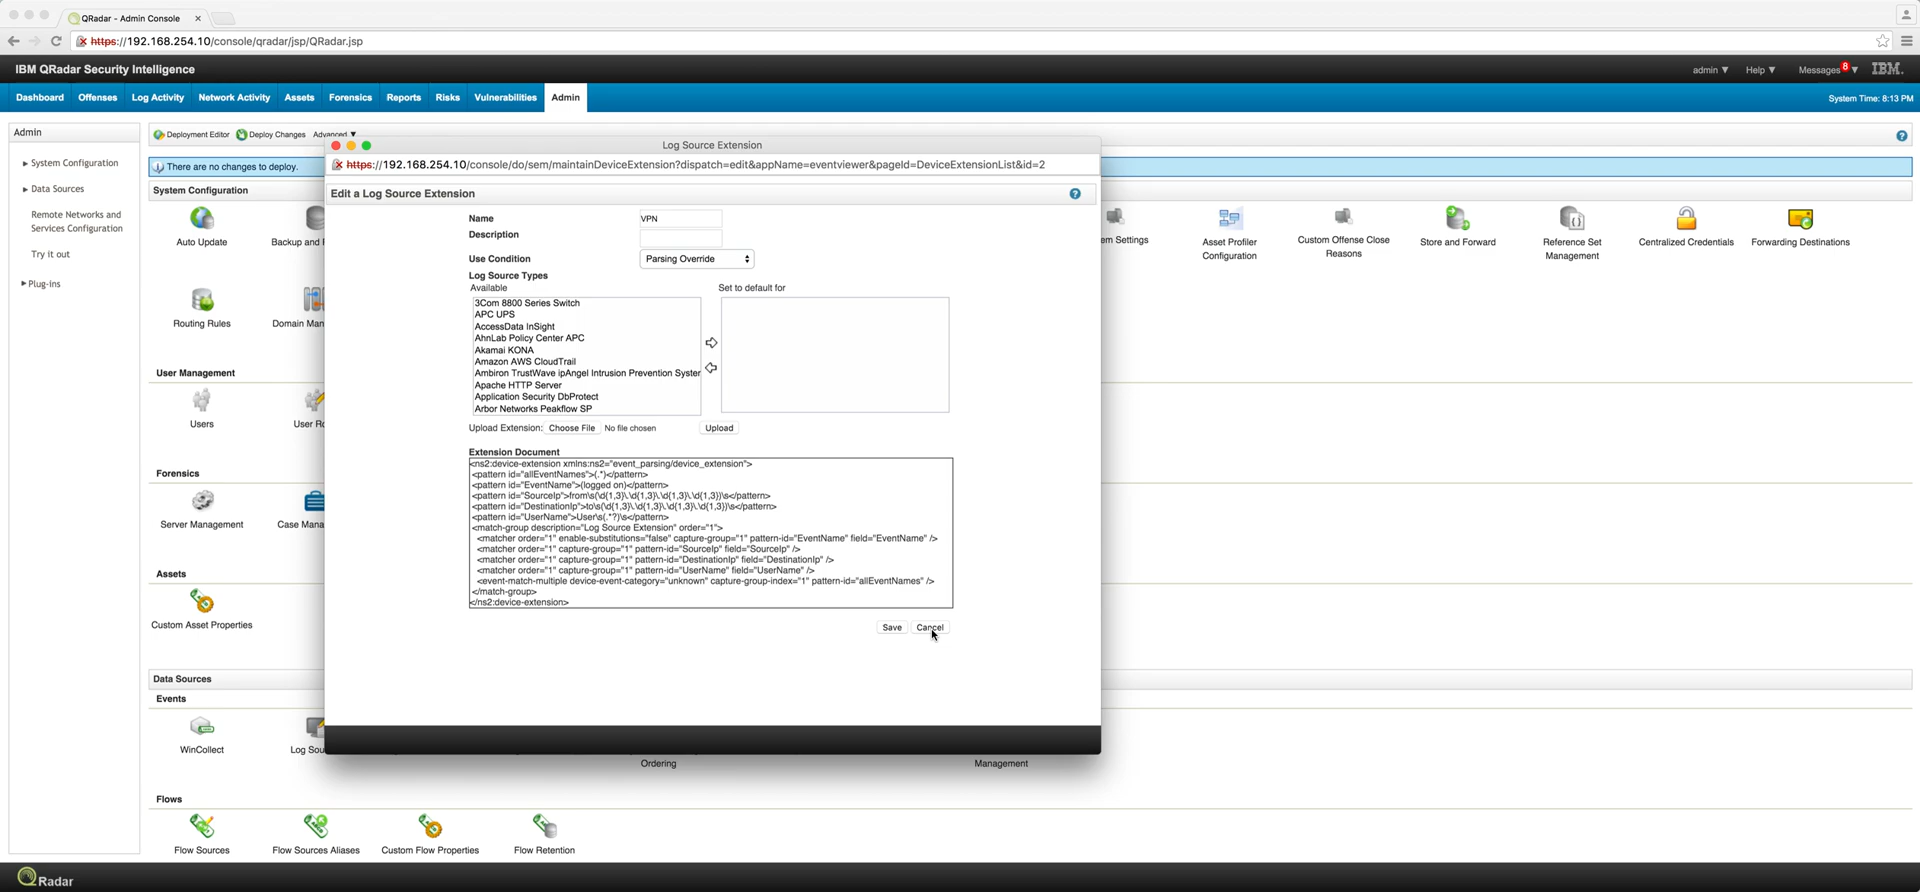 QRadar - Admin Console
https://192.168.254.10/console/qradar/jsp/QRadar.jsp
IBM QRadar Security Intelligence
admin ▼ Help ▼ Messages 8 ▼ IBM.
Dashboard Offenses Log Activity Network Activity Assets Forensics Reports Risks Vulnerabilities Admin System Time: 8:13 PM
Admin
System Configuration
Data Sources
Remote Networks and
Services Configuration
Try it out
Plug-ins
Deployment Editor Deploy Changes Advanced ▼
There are no changes to deploy.
System Configuration
Auto Update
Backup and
Routing Rules
Domain Man
User Management
Users
User Ro
Forensics
Server Management
Case Mana
Assets
Custom Asset Properties
Data Sources
Events
WinCollect
Log Sou
Ordering
Management
Flows
Flow Sources
Flow Sources Aliases
Custom Flow Properties
Flow Retention
em Settings
Asset Profiler
Configuration
Custom Offense Close
Reasons
Store and Forward
Reference Set
Management
Centralized Credentials
Forwarding Destinations
Log Source Extension
https://192.168.254.10/console/do/sem/maintainDeviceExtension?dispatch=edit&appName=eventviewer&pageId=DeviceExtensionList&id=2
Edit a Log Source Extension
Name VPN
Description
Use Condition Parsing Override
Log Source Types
Available Set to default for
3Com 8800 Series Switch
APC UPS
AccessData InSight
AhnLab Policy Center APC
Akamai KONA
Amazon AWS CloudTrail
Ambiron TrustWave ipAngel Intrusion Prevention Syster
Apache HTTP Server
Application Security DbProtect
Arbor Networks Peakflow SP
Upload Extension: Choose File No file chosen Upload
Extension Document
<ns2:device-extension xmlns:ns2="event_parsing/device_extension">
<pattern id="allEventNames">(.*)</pattern>
<pattern id="EventName">(logged on)</pattern>
<pattern id="SourceIp">from\s(\d{1,3}\.\d{1,3}\.\d{1,3}\.\d{1,3})\s</pattern>
<pattern id="DestinationIp">to\s(\d{1,3}\.\d{1,3}\.\d{1,3}\.\d{1,3})\s</pattern>
<pattern id="UserName">User\s(.*?)\s</pattern>
<match-group description="Log Source Extension" order="1">
<matcher order="1" enable-substitutions="false" capture-group="1" pattern-id="EventName" field="EventName" />
<matcher order="1" capture-group="1" pattern-id="SourceIp" field="SourceIp" />
<matcher order="1" capture-group="1" pattern-id="DestinationIp" field="DestinationIp" />
<matcher order="1" capture-group="1" pattern-id="UserName" field="UserName" />
<event-match-multiple device-event-category="unknown" capture-group-index="1" pattern-id="allEventNames" />
</match-group>
</ns2:device-extension>
Save Cancel
QRadar